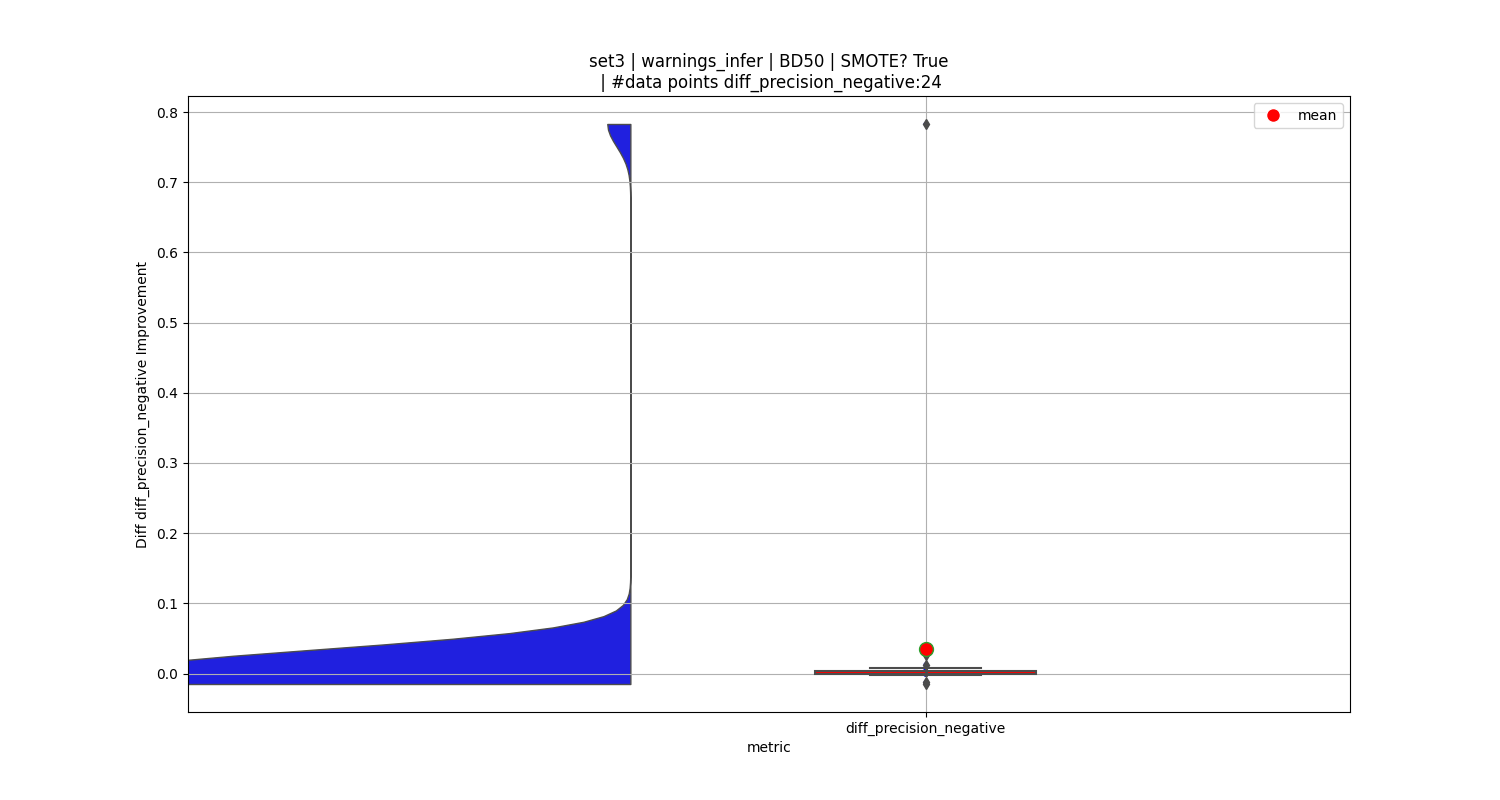 set3 | warnings_infer | BD50 | SMOTE? True
| #data points diff_precision_negative:24
mean
0.8
0.7
0.6
0.5
0.4
0.3
0.2
0.1
0.0
Diff diff_precision_negative Improvement
diff_precision_negative
metric